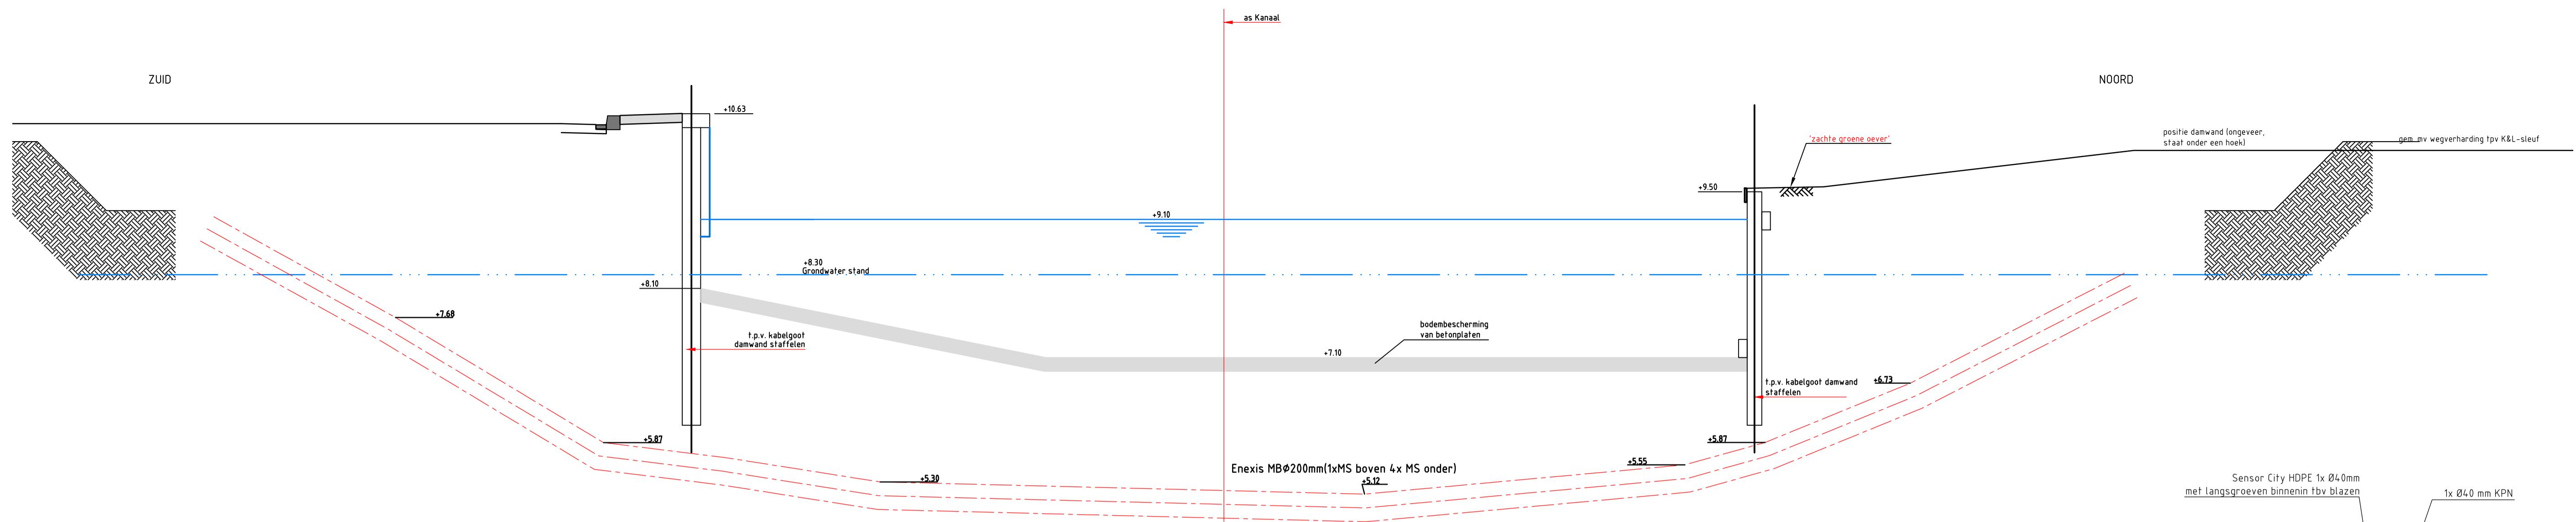 as Kanaal
ZUID
NOORD
+10.63
'zachte groene oever'
positie damwand (ongeveer,
staat onder een hoek)
gem. mv wegverharding tpv K&L-sleuf
+9.50
+9.10
+8.30
Grondwater stand
+8.10
+7.68
t.p.v. kabelgoot
damwand staffelen
bodembescherming
van betonplaten
+7.10
t.p.v. kabelgoot damwand
staffelen
+6.73
+5.87
+5.87
Enexis MBØ200mm(1xMS boven 4x MS onder)
+5.55
+5.30
+5.12
Sensor City HDPE 1x Ø40mm
met langsgroeven binnenin tbv blazen
1x Ø40 mm KPN